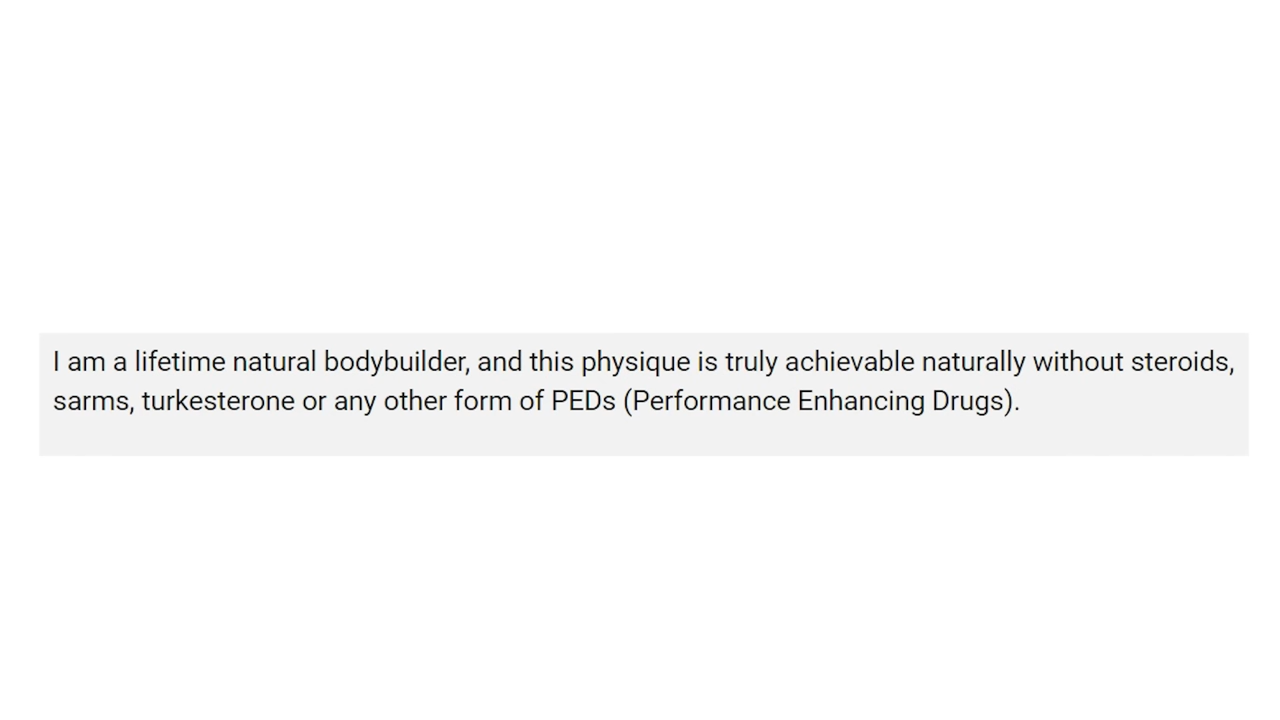 I am a lifetime natural bodybuilder, and this physique is truly achievable naturally without steroids,
sarms, turkesterone or any other form of PEDs (Performance Enhancing Drugs).